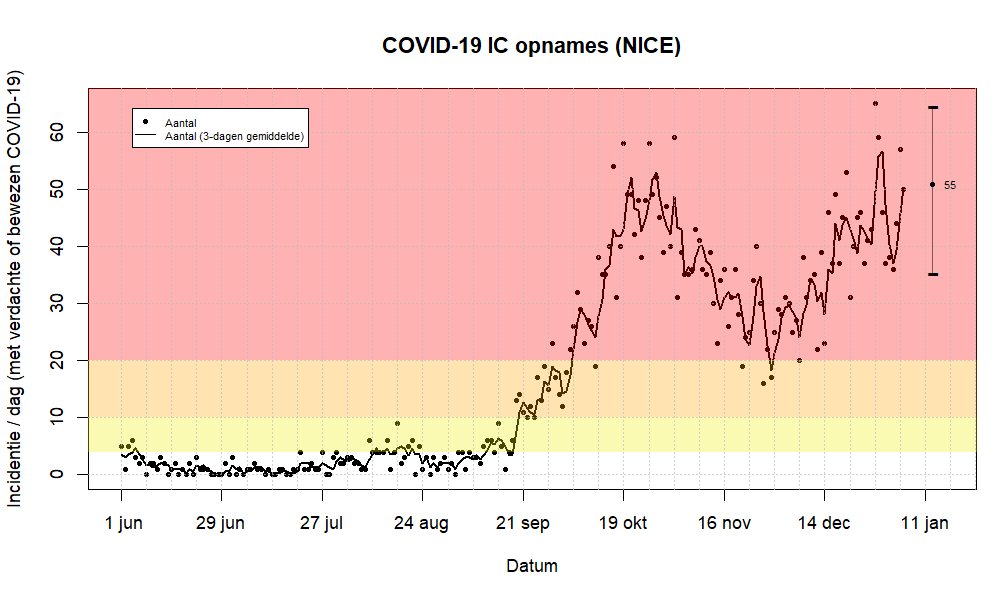 COVID-19 IC opnames (NICE)
Incidentie / dag (met verdachte of bewezen COVID-19)
60
50
40
30
20
10
0
Aantal
Aantal (3-dagen gemiddelde)
55
1 jun 29 jun 27 jul 24 aug 21 sep 19 okt 16 nov 14 dec 11 jan
Datum